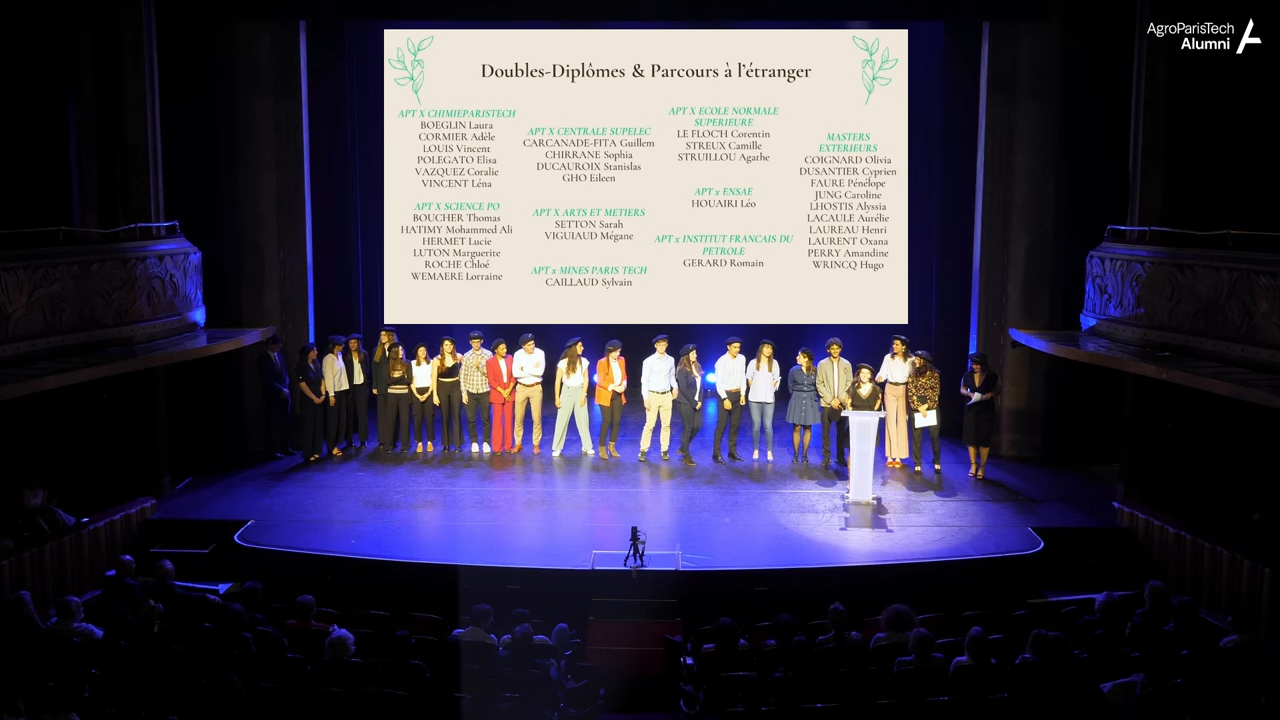 AgroParisTech
Alumni
Doubles-Diplômes & Parcours à l'étranger
APT X CHIMIEPARISTECH
BOEGLIN Laura
CORMIER Adèle
LOUIS Vincent
POLEGATO Elisa
VAZQUEZ Coralie
VINCENT Léna
APT X SCIENCE PO
BOUCHER Thomas
HATIMY Mohammed Ali
HERMET Lucie
LUTON Marguerite
ROCHE Chloé
WEMAERE Lorraine
APT X CENTRALE SUPELEC
CARCANADE-FITA Guillem
CHIRRANE Sophia
DUCAUROIX Stanislas
GHO Eileen
APT X ARTS ET METIERS
SETTON Sarah
VIGUIAUD Mégane
APT x MINES PARIS TECH
CAILLAUD Sylvain
APT X ECOLE NORMALE
SUPERIEURE
LE FLOC'H Corentin
STREUX Camille
STRUILLOU Agathe
APT x ENSAE
HOUAIRI Léo
APT x INSTITUT FRANCAIS DU
PETROLE
GERARD Romain
MASTERS
EXTERIEURS
COIGNARD Olivia
DUSANTIER Cyprien
FAURE Pénélope
JUNG Caroline
LHOSTIS Alyssia
LACAULE Aurélie
LAUREAU Henri
LAURENT Oxana
PERRY Amandine
WRINCQ Hugo